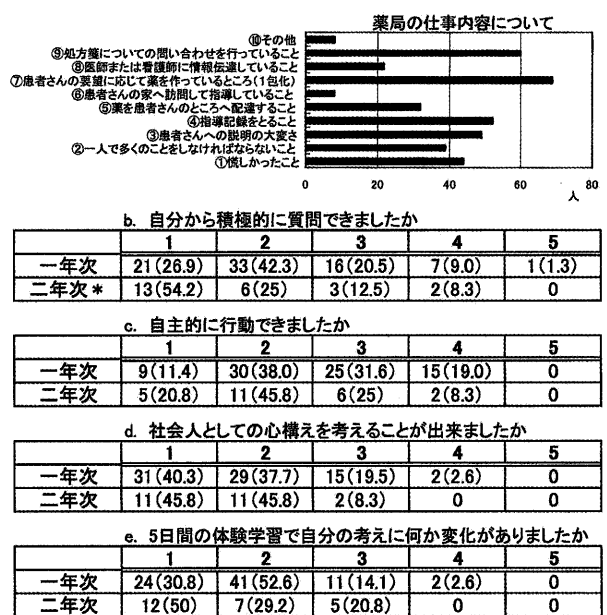 薬局の仕事内容について
⑩その他
⑨処方箋についての問い合わせを行っていること
⑧医師または看護師に情報伝達していること
⑦患者さんの要望に応じて薬を作っているところ(1包化)
⑥患者さんの家へ訪問して指導していること
⑤薬を患者さんのところへ配達すること
④指導記録をとること
③患者さんへの説明の大変さ
②一人で多くのことをしなければならないこと
①慌しかったこと
0 20 40 60 80
人
b. 自分から積極的に質問できましたか
1 2 3 4 5
一年次 21(26.9) 33(42.3) 16(20.5) 7(9.0) 1(1.3)
二年次* 13(54.2) 6(25) 3(12.5) 2(8.3) 0
c. 自主的に行動できましたか
1 2 3 4 5
一年次 9(11.4) 30(38.0) 25(31.6) 15(19.0) 0
二年次 5(20.8) 11(45.8) 6(25) 2(8.3) 0
d. 社会人としての心構えを考えることが出来ましたか
1 2 3 4 5
一年次 31(40.3) 29(37.7) 15(19.5) 2(2.6) 0
二年次 11(45.8) 11(45.8) 2(8.3) 0 0
e. 5日間の体験学習で自分の考えに何か変化がありましたか
1 2 3 4 5
一年次 24(30.8) 41(52.6) 11(14.1) 2(2.6) 0
二年次 12(50) 7(29.2) 5(20.8) 0 0